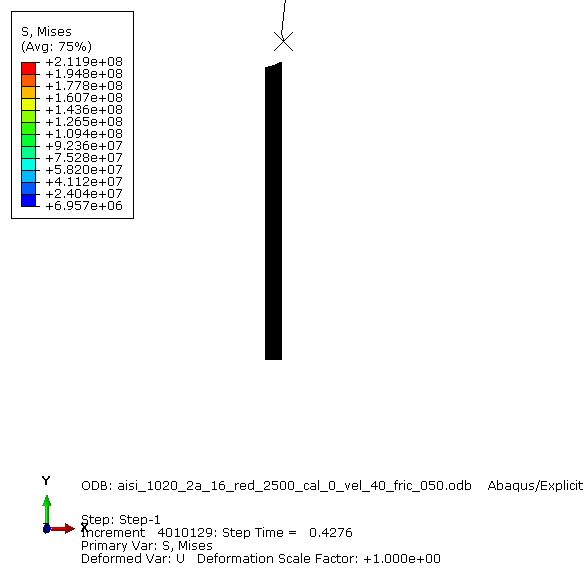 S, Mises
(Avg: 75%)
+2.119e+08
+1.948e+08
+1.778e+08
+1.607e+08
+1.436e+08
+1.265e+08
+1.094e+08
+9.236e+07
+7.528e+07
+5.820e+07
+4.112e+07
+2.404e+07
+6.957e+06
Y
ODB: aisi_1020_2a_16_red_2500_cal_0_vel_40_fric_050.odb Abaqus/Explicit
Z X
Step: Step-1
Increment 4010129: Step Time = 0.4276
Primary Var: S, Mises
Deformed Var: U Deformation Scale Factor: +1.000e+00